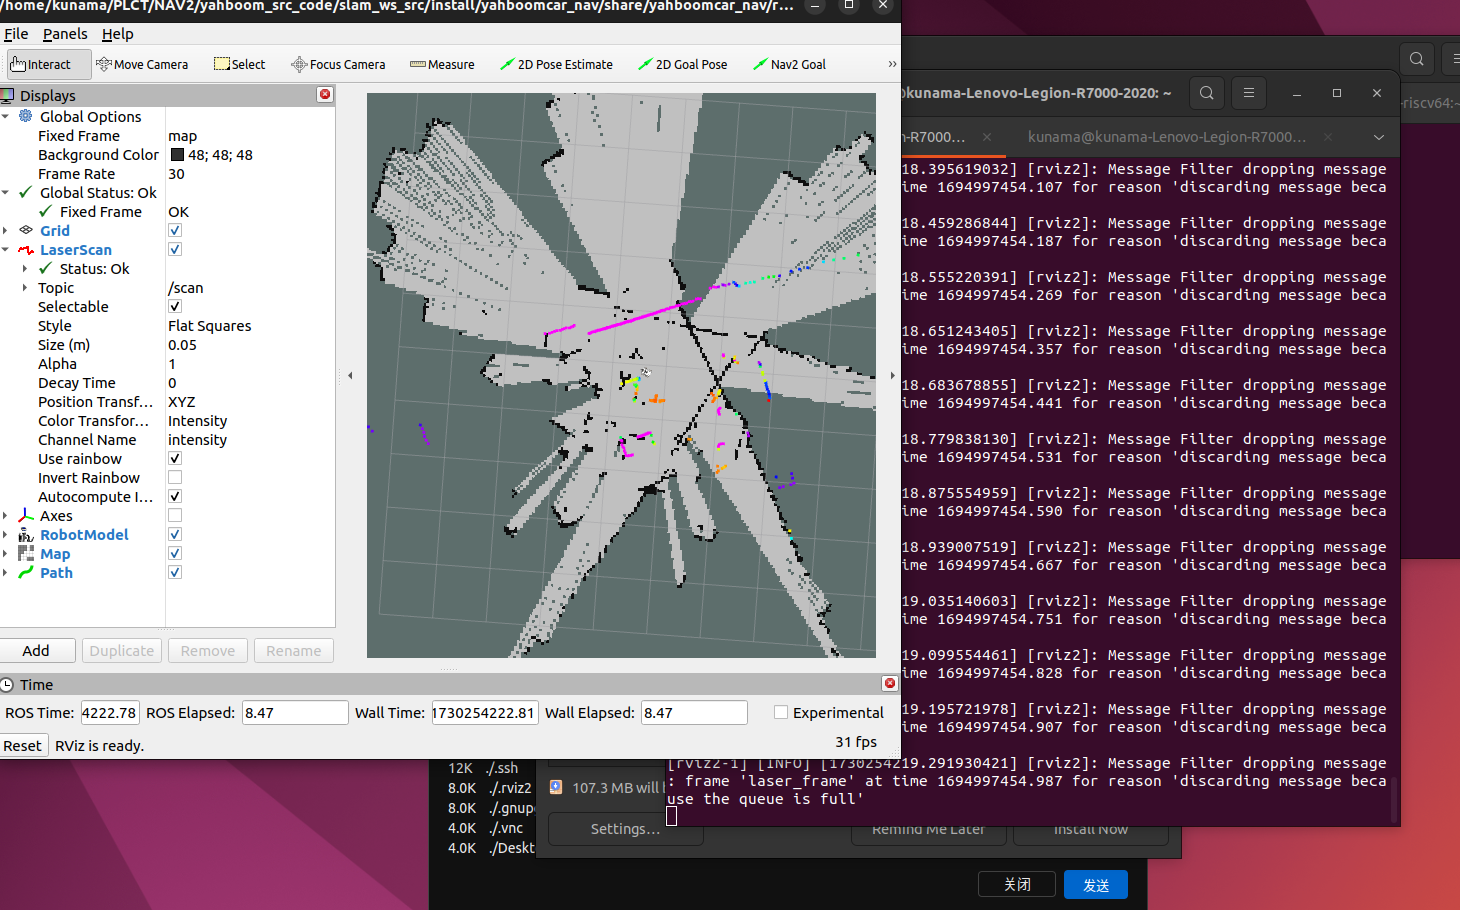 /home/kunama/PLCT/NAV2/yahboom_src_code/slam_ws_src/install/yahboomcar_nav/share/yahboomcar_nav/r...
File Panels Help
Interact Move Camera Select Focus Camera Measure 2D Pose Estimate 2D Goal Pose Nav2 Goal »
Displays
Global Options
Fixed Frame map
Background Color 48; 48; 48
Frame Rate 30
Global Status: Ok
Fixed Frame OK
Grid
LaserScan
Status: Ok
Topic /scan
Selectable
Style Flat Squares
Size (m) 0.05
Alpha 1
Decay Time 0
Position Transf... XYZ
Color Transfor... Intensity
Channel Name intensity
Use rainbow
Invert Rainbow
Autocompute I...
Axes
RobotModel
Map
Path
Add Duplicate Remove Rename
Time
ROS Time: 4222.78 ROS Elapsed: 8.47 Wall Time: 1730254222.81 Wall Elapsed: 8.47 Experimental
Reset RViz is ready. 31 fps
@kunama-Lenovo-Legion-R7000-2020: ~
n-R7000... kunama@kunama-Lenovo-Legion-R7000...
-riscv64:~
18.395619032] [rviz2]: Message Filter dropping message
ime 1694997454.107 for reason 'discarding message beca
18.459286844] [rviz2]: Message Filter dropping message
ime 1694997454.187 for reason 'discarding message beca
18.555220391] [rviz2]: Message Filter dropping message
ime 1694997454.269 for reason 'discarding message beca
18.651243405] [rviz2]: Message Filter dropping message
ime 1694997454.357 for reason 'discarding message beca
18.683678855] [rviz2]: Message Filter dropping message
ime 1694997454.441 for reason 'discarding message beca
18.779838130] [rviz2]: Message Filter dropping message
ime 1694997454.531 for reason 'discarding message beca
18.875554959] [rviz2]: Message Filter dropping message
ime 1694997454.590 for reason 'discarding message beca
18.939007519] [rviz2]: Message Filter dropping message
ime 1694997454.667 for reason 'discarding message beca
19.035140603] [rviz2]: Message Filter dropping message
ime 1694997454.751 for reason 'discarding message beca
19.099554461] [rviz2]: Message Filter dropping message
ime 1694997454.828 for reason 'discarding message beca
19.195721978] [rviz2]: Message Filter dropping message
ime 1694997454.907 for reason 'discarding message beca
[rviz2-1] [INFO] [1730254219.291930421] [rviz2]: Message Filter dropping message
: frame 'laser_frame' at time 1694997454.987 for reason 'discarding message beca
use the queue is full'
12K ./.ssh
8.0K ./.rviz2
8.0K ./.gnup
4.0K ./.vnc
4.0K ./Deskt
107.3 MB will b
Settings... Remind Me Later Install Now
关闭 发送